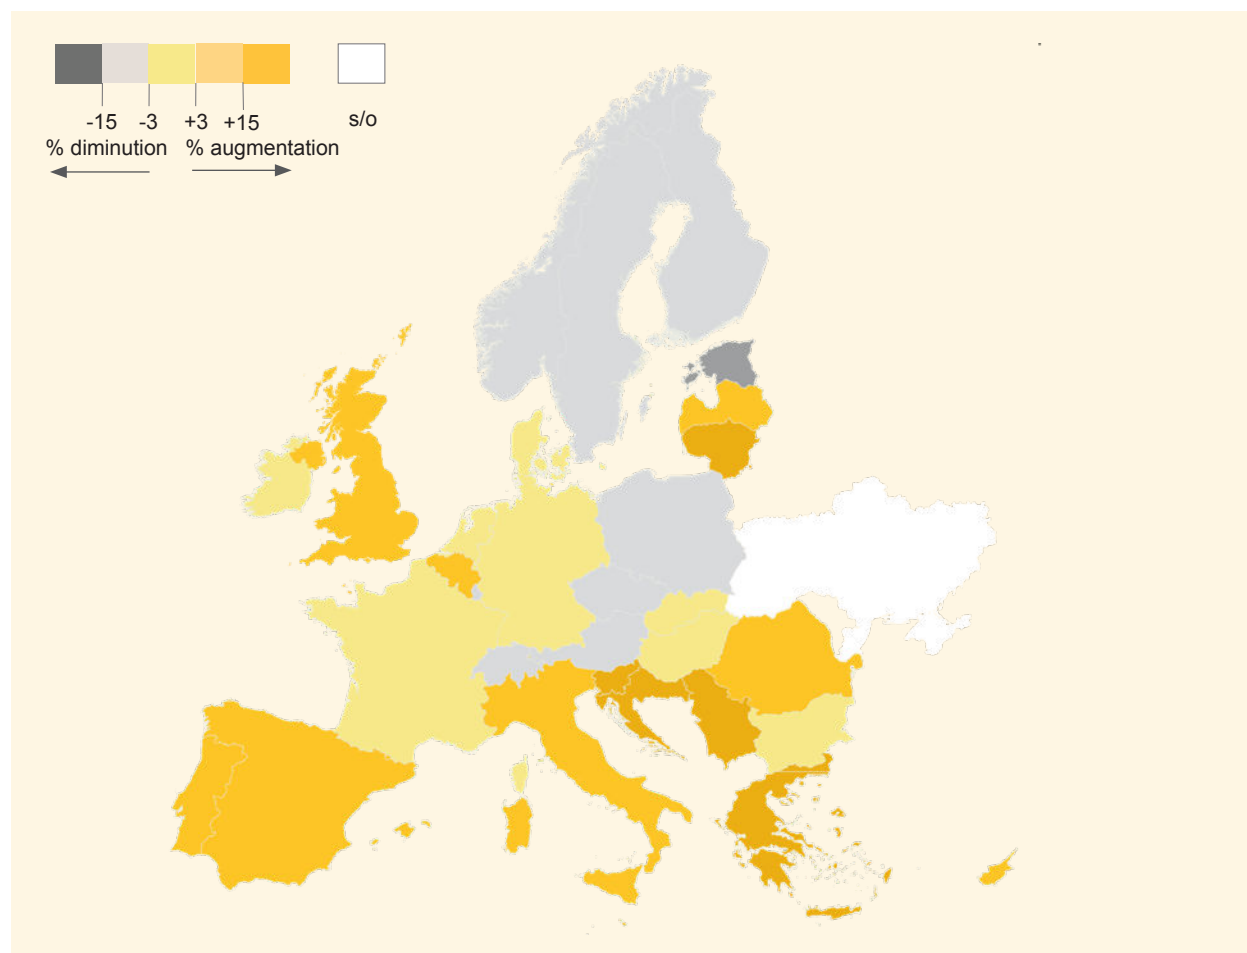 -15 -3 +3 +15
s/o
% diminution % augmentation